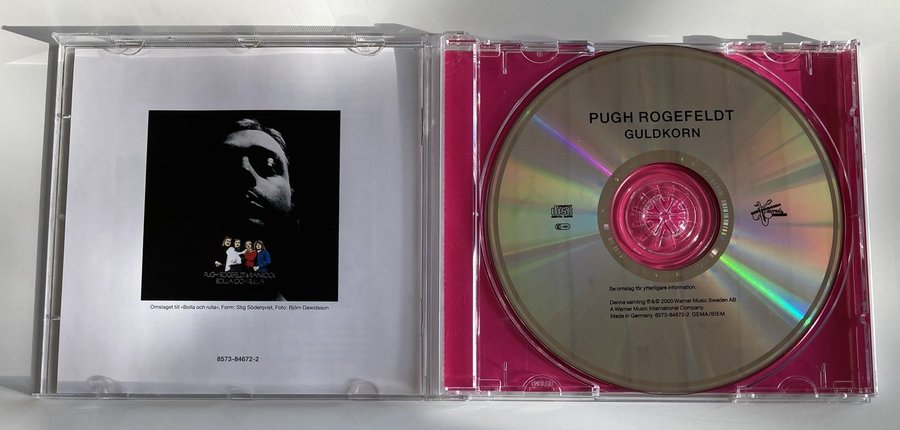 PUGH ROGEFELDT & RAINROCK
BOLLA OCH RULLA
Omslaget till »Bolla och rulla«, Form: Stig Söderqvist, Foto: Björn Dawidsson
8573-84672-2
PUGH ROGEFELDT
GULDKORN
Se omslag för ytterligare information.
Denna samling ℗ & © 2000 Warner Music Sweden AB
A Warner Music International Company.
Made in Germany 8573-84672-2 GEMA/BIEM